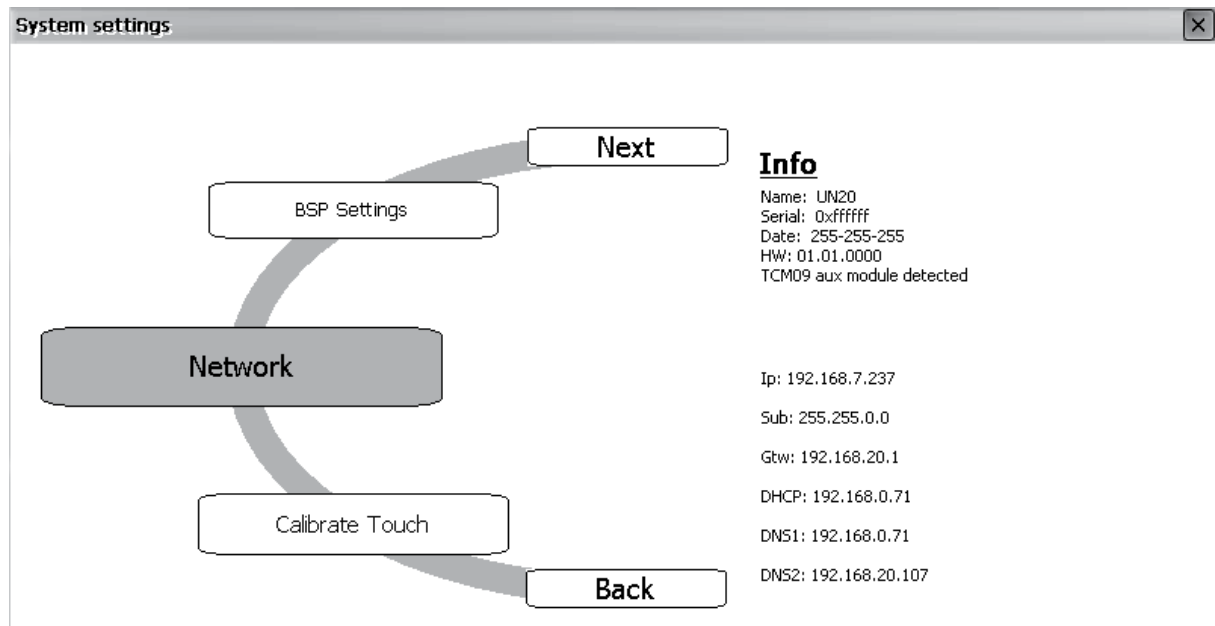 System settings
Next
BSP Settings
Network
Calibrate Touch
Back
Info
Name: UN20
Serial: 0xffffff
Date: 255-255-255
HW: 01.01.0000
TCM09 aux module detected
Ip: 192.168.7.237
Sub: 255.255.0.0
Gtw: 192.168.20.1
DHCP: 192.168.0.71
DNS1: 192.168.0.71
DNS2: 192.168.20.107